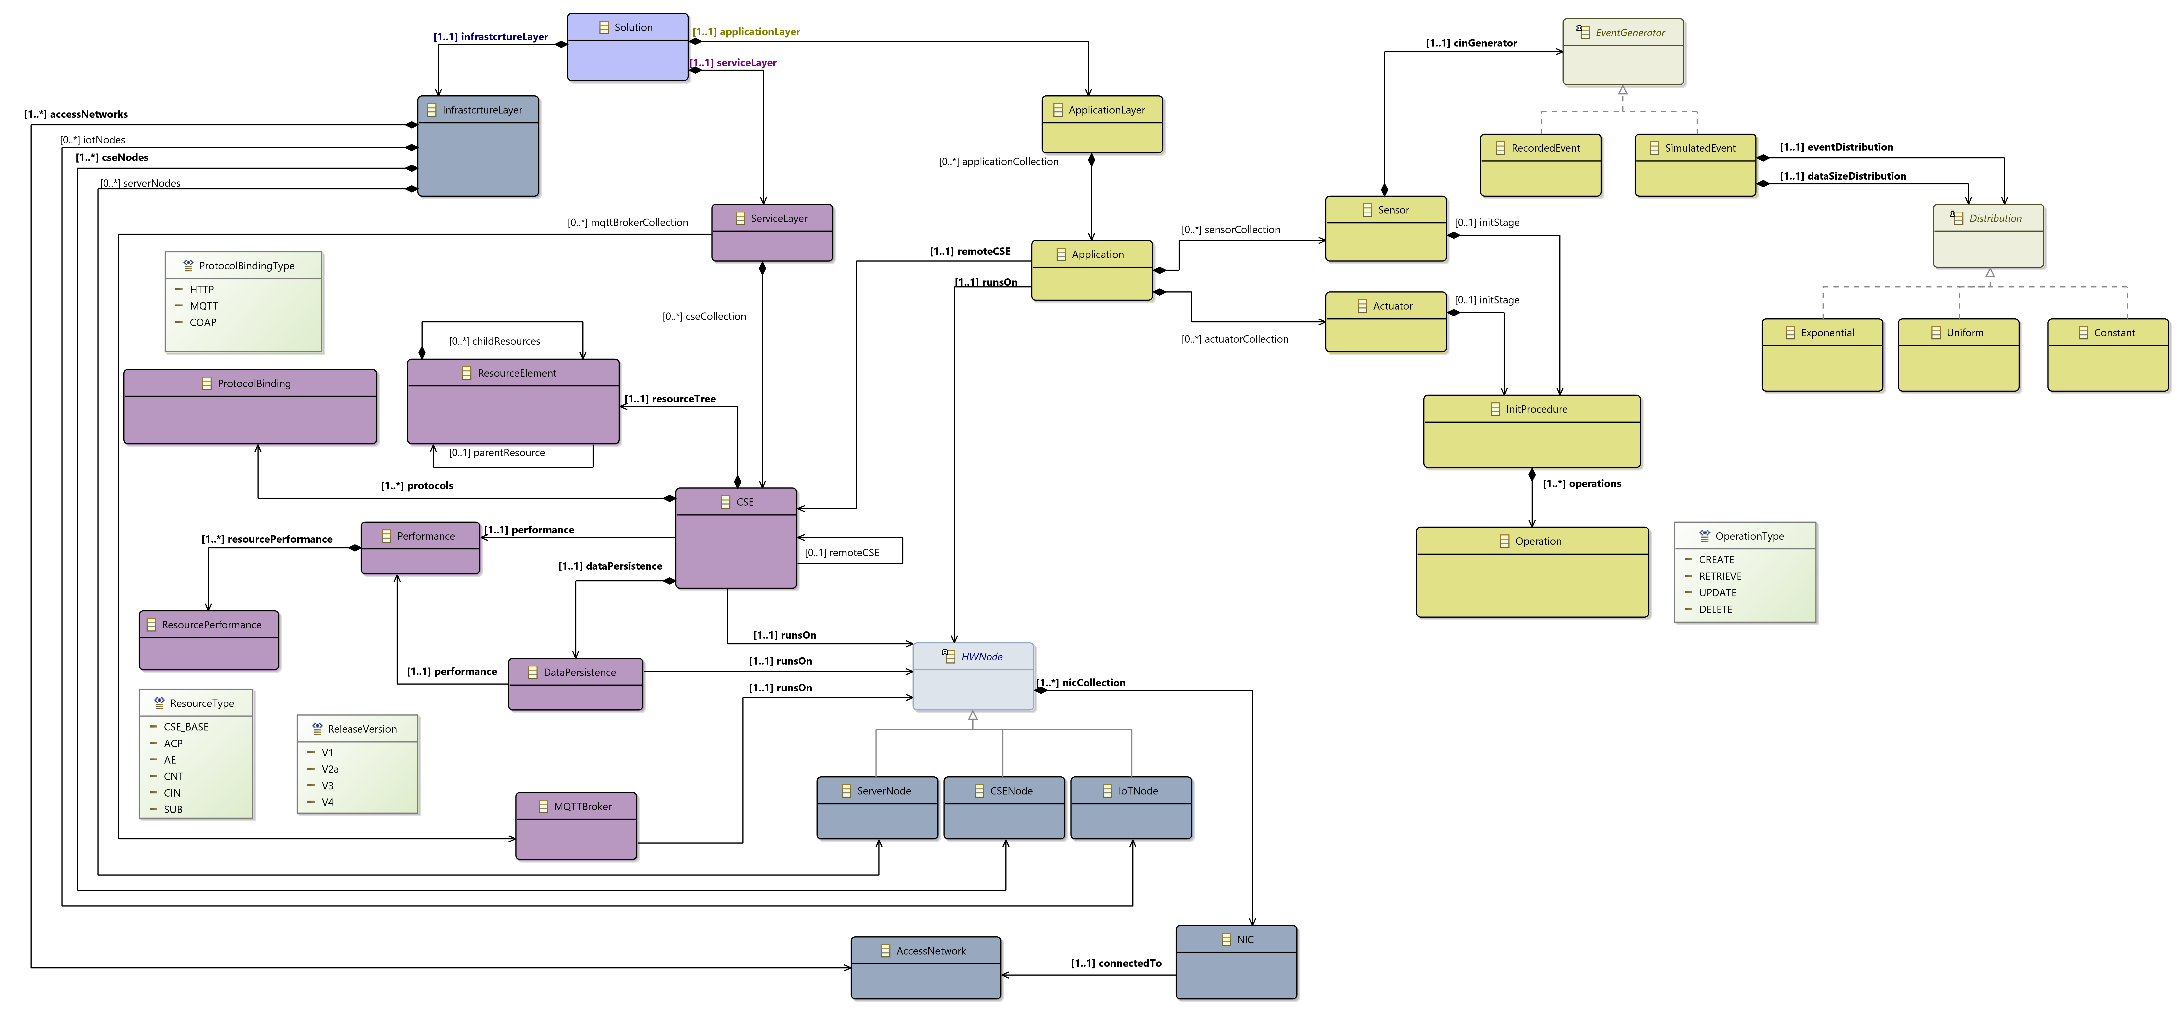 Solution
[1..1] infrastcrtureLayer
[1..1] applicationLayer
[1..1] serviceLayer
EventGenerator
[1..1] cinGenerator
InfrastcrtureLayer
[1..*] accessNetworks
[0..*] iotNodes
[1..*] cseNodes
[0..*] serverNodes
ApplicationLayer
[0..*] applicationCollection
RecordedEvent
SimulatedEvent
[1..1] eventDistribution
[1..1] dataSizeDistribution
ServiceLayer
[0..*] mqttBrokerCollection
Sensor
[0..1] initStage
[0..*] sensorCollection
Distribution
Application
[1..1] remoteCSE
[1..1] runsOn
ProtocolBindingType
HTTP
MQTT
COAP
[0..*] cseCollection
Actuator
[0..1] initStage
[0..*] actuatorCollection
Exponential
Uniform
Constant
[0..*] childResources
ResourceElement
ProtocolBinding
[1..1] resourceTree
[0..1] parentResource
InitProcedure
[1..*] operations
[1..*] protocols
CSE
Performance
[1..1] performance
[1..*] resourcePerformance
[0..1] remoteCSE
[1..1] dataPersistence
Operation
OperationType
CREATE
RETRIEVE
UPDATE
DELETE
ResourcePerformance
[1..1] runsOn
HWNode
[1..1] performance
DataPersistence
[1..1] runsOn
[1..1] runsOn
[1..*] nicCollection
ResourceType
CSE_BASE
ACP
AE
CNT
CIN
SUB
ReleaseVersion
V1
V2a
V3
V4
MQTTBroker
ServerNode
CSENode
IoTNode
AccessNetwork
[1..1] connectedTo
NIC